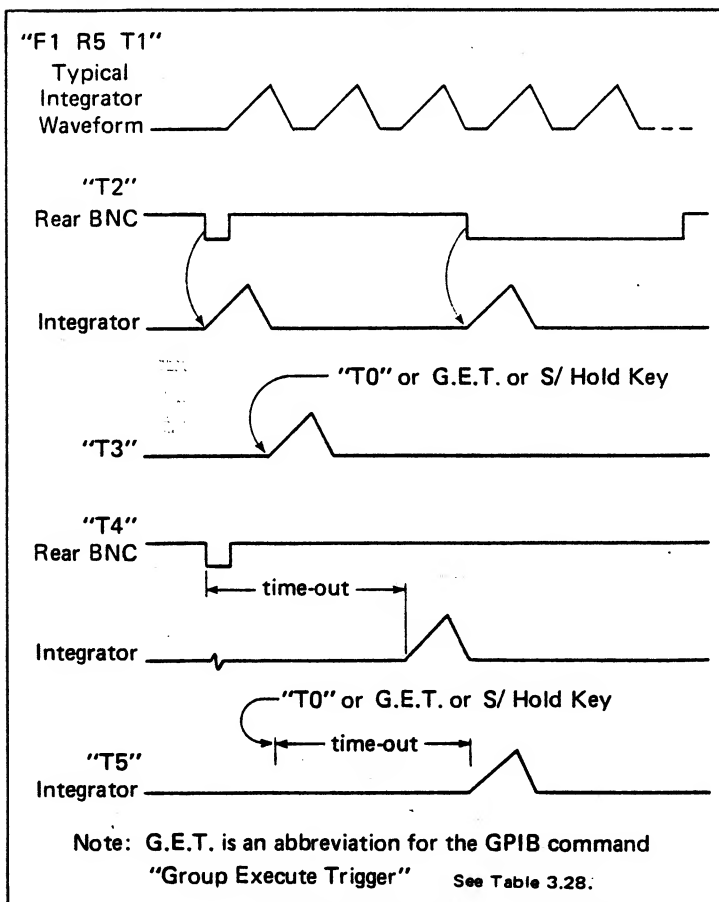 "F1 R5 T1"
Typical
Integrator
Waveform
"T2"
Rear BNC
Integrator
"T0" or G.E.T. or S/ Hold Key
"T3"
"T4"
Rear BNC
time-out
Integrator
"T0" or G.E.T. or S/ Hold Key
time-out
"T5"
Integrator
Note: G.E.T. is an abbreviation for the GPIB command
"Group Execute Trigger" See Table 3.28.